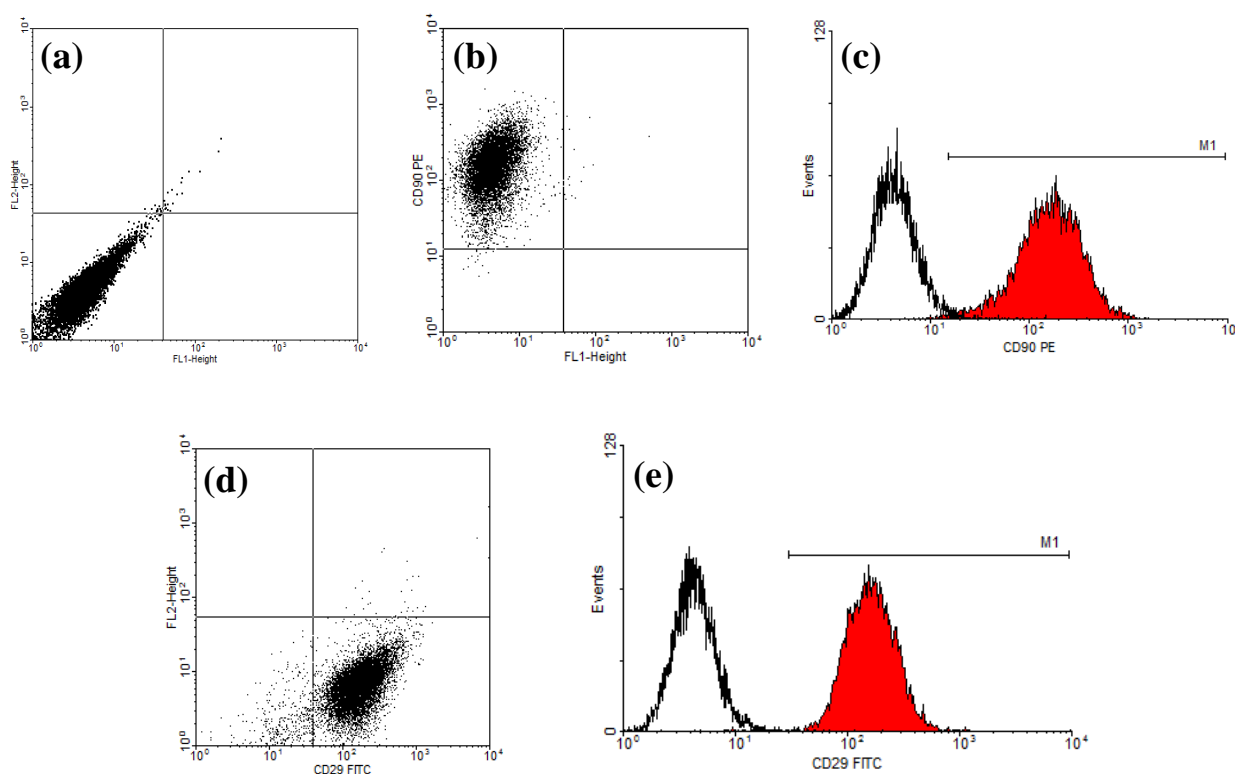 (a)
10⁰ 10¹ 10² 10³ 10⁴
FL2-Height
10⁰ 10¹ 10² 10³ 10⁴
FL1-Height
(b)
10⁰ 10¹ 10² 10³ 10⁴
CD90 PE
10⁰ 10¹ 10² 10³ 10⁴
FL1-Height
(c)
128
Events
0
M1
10⁰ 10¹ 10² 10³ 10
CD90 PE
(d)
10⁰ 10¹ 10² 10³ 10⁴
FL2-Height
10⁰ 10¹ 10² 10³ 10⁴
CD29 FITC
(e)
128
Events
0
M1
10⁰ 10¹ 10² 10³ 10⁴
CD29 FITC